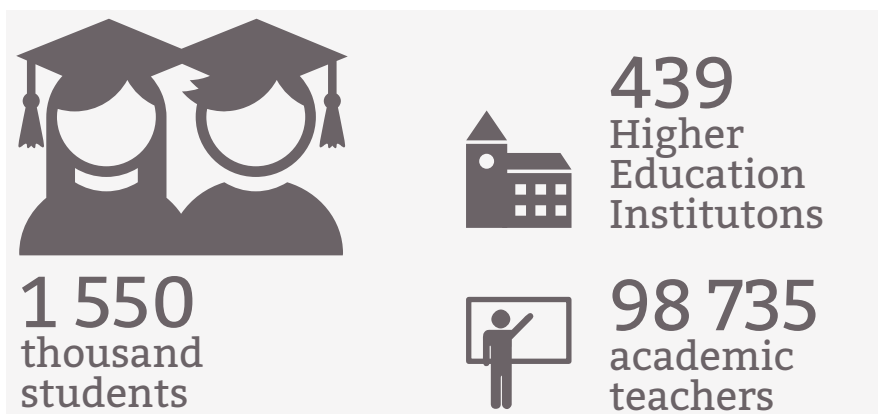 1 550
thousand
students
439
Higher
Education
Institutons
98 735
academic
teachers